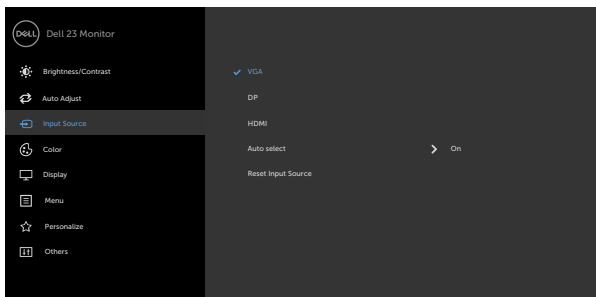 DELL
Dell 23 Monitor
Brightness/Contrast
Auto Adjust
Input Source
Color
Display
Menu
Personalize
Others
VGA
DP
HDMI
Auto select
On
Reset Input Source